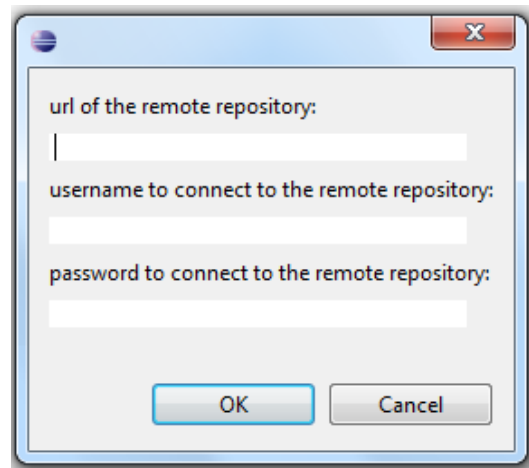 url of the remote repository:
username to connect to the remote repository:
password to connect to the remote repository:
OK Cancel